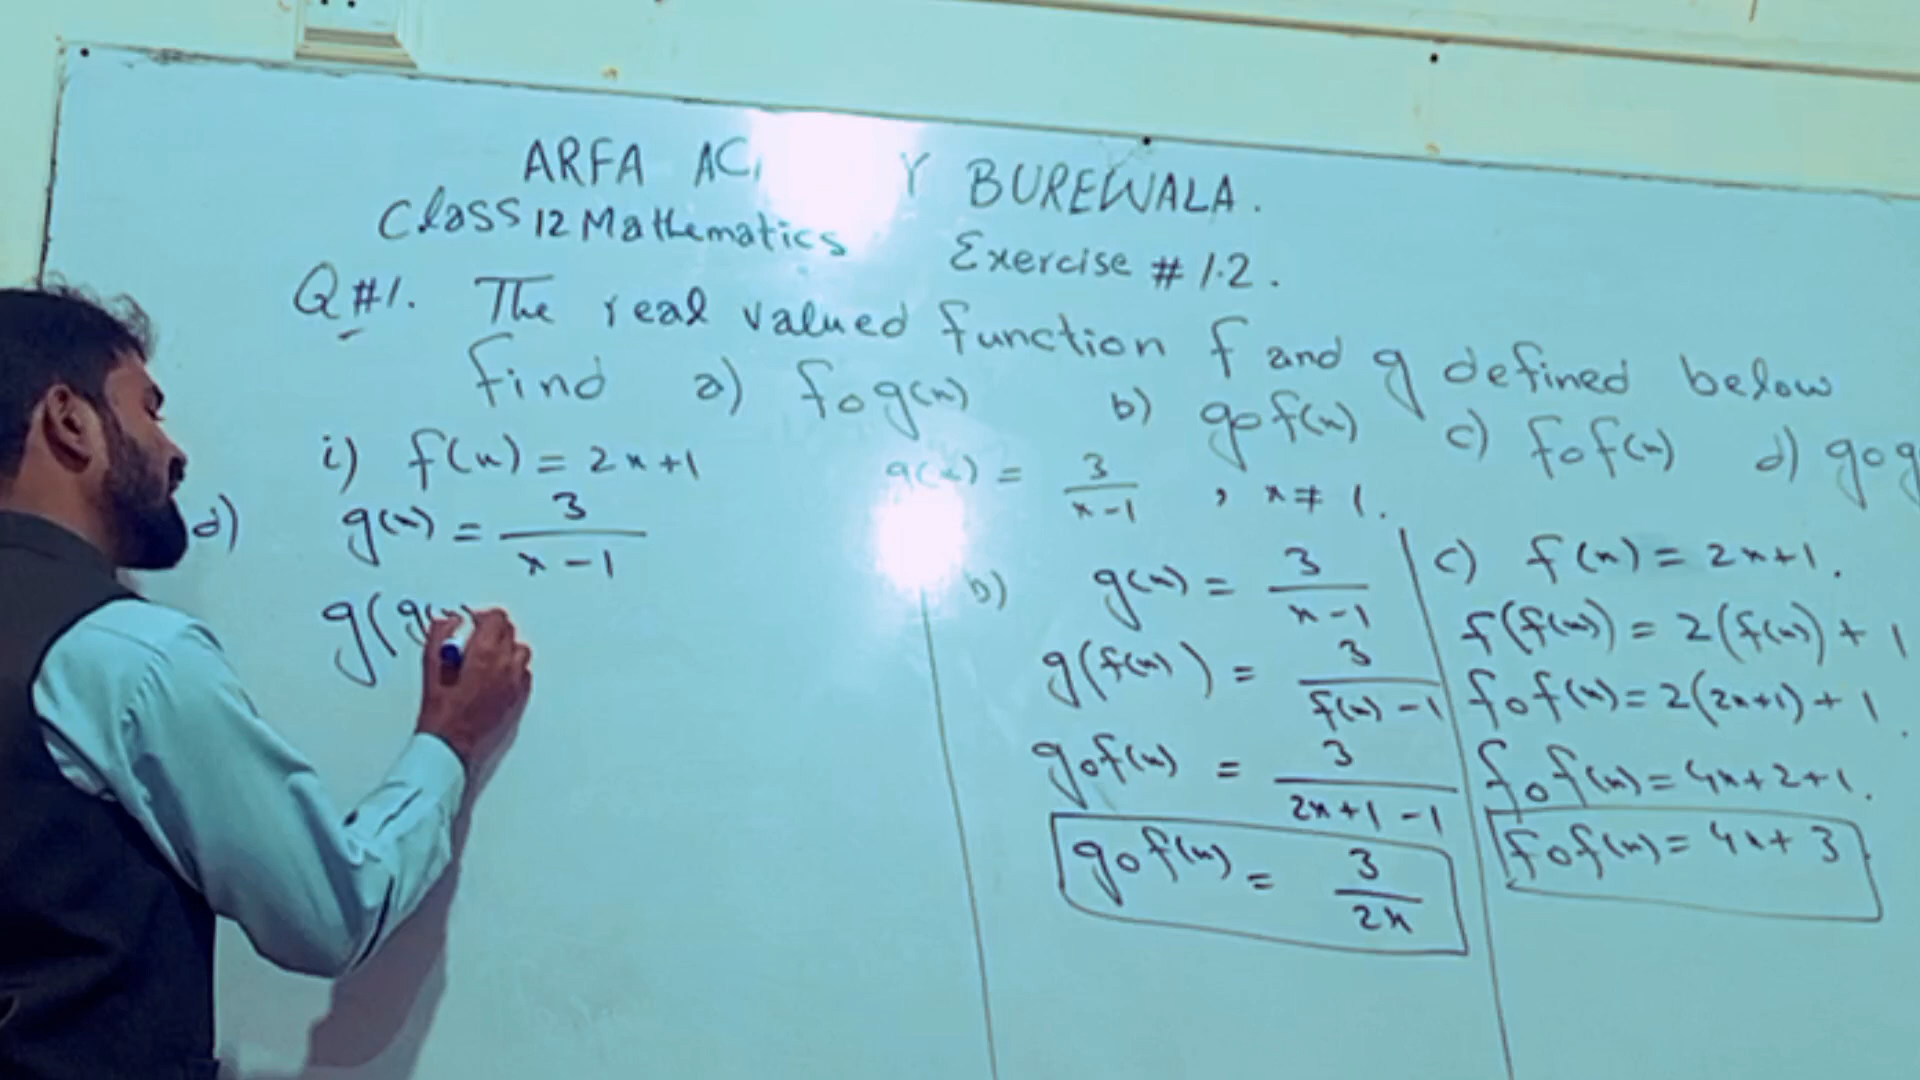 ARFA AC Y BUREWALA.
Class 12 Mathematics Exercise # 1.2.
Q#1. The real valued function f and g defined below
find a) fog(x) b) gof(x) c) fof(x) d) gog
i) f(x) = 2x+1 g(x) = 3/(x-1) , x ≠ 1.
d) g(x) = 3/(x-1)
g(g(x)
b) g(x) = 3/(x-1)
g(f(x)) = 3/(f(x)-1)
gof(x) = 3/(2x+1-1)
gof(x) = 3/2x
c) f(x) = 2x+1.
f(f(x)) = 2(f(x)) + 1
fof(x) = 2(2x+1) + 1
fof(x) = 4x+2+1.
fof(x) = 4x+3